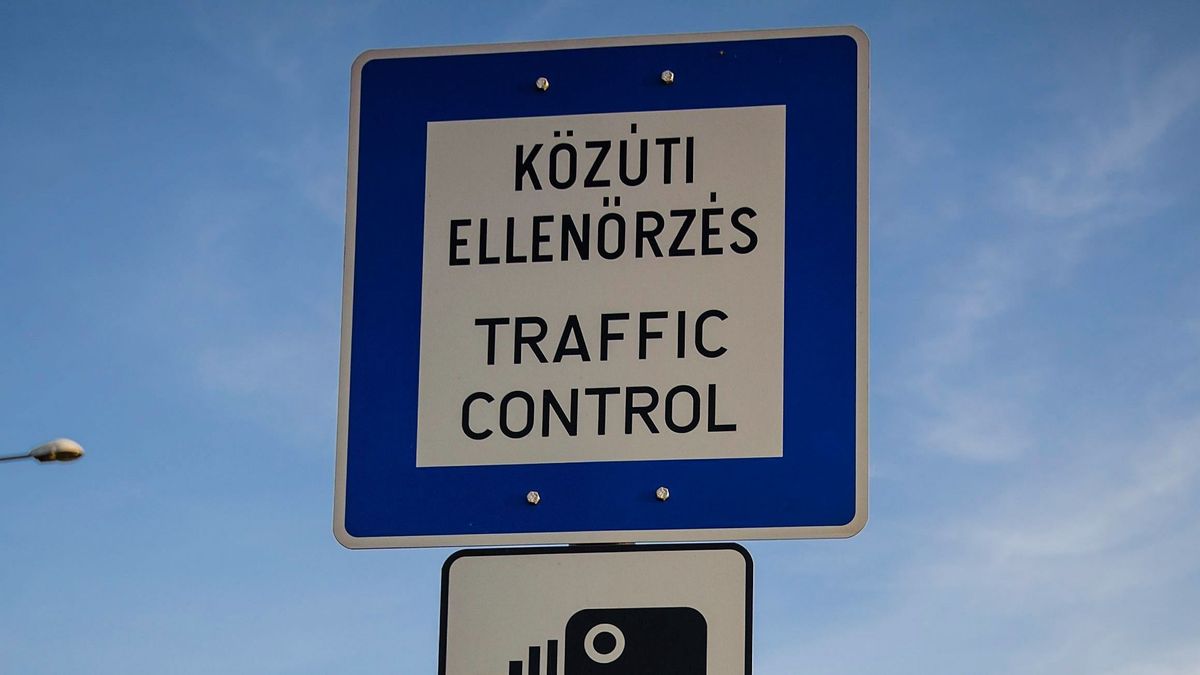 KÖZÚTI
ELLENŐRZÉS
TRAFFIC
CONTROL